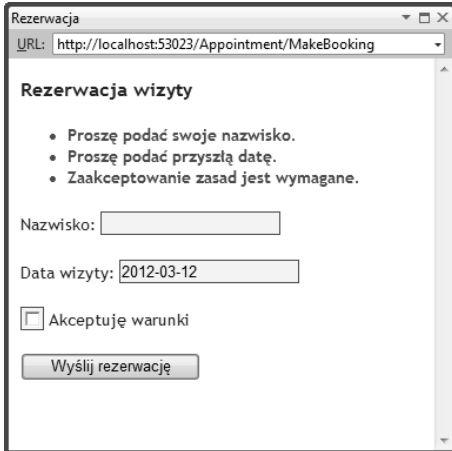 Rezerwacja
URL: http://localhost:53023/Appointment/MakeBooking
Rezerwacja wizyty
• Proszę podać swoje nazwisko.
• Proszę podać przyszłą datę.
• Zaakceptowanie zasad jest wymagane.
Nazwisko:
Data wizyty: 2012-03-12
Akceptuję warunki
Wyślij rezerwację